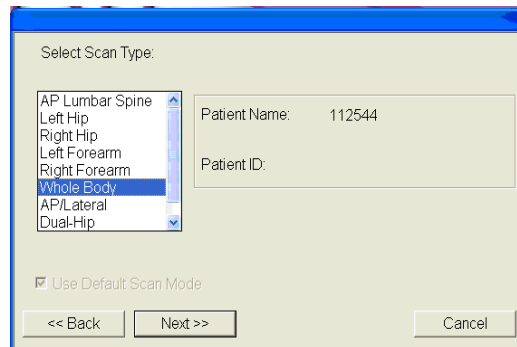 Select Scan Type:
AP Lumbar Spine
Left Hip
Right Hip
Left Forearm
Right Forearm
Whole Body
AP/Lateral
Dual-Hip
Patient Name: 112544
Patient ID:
Use Default Scan Mode
<< Back Next >> Cancel